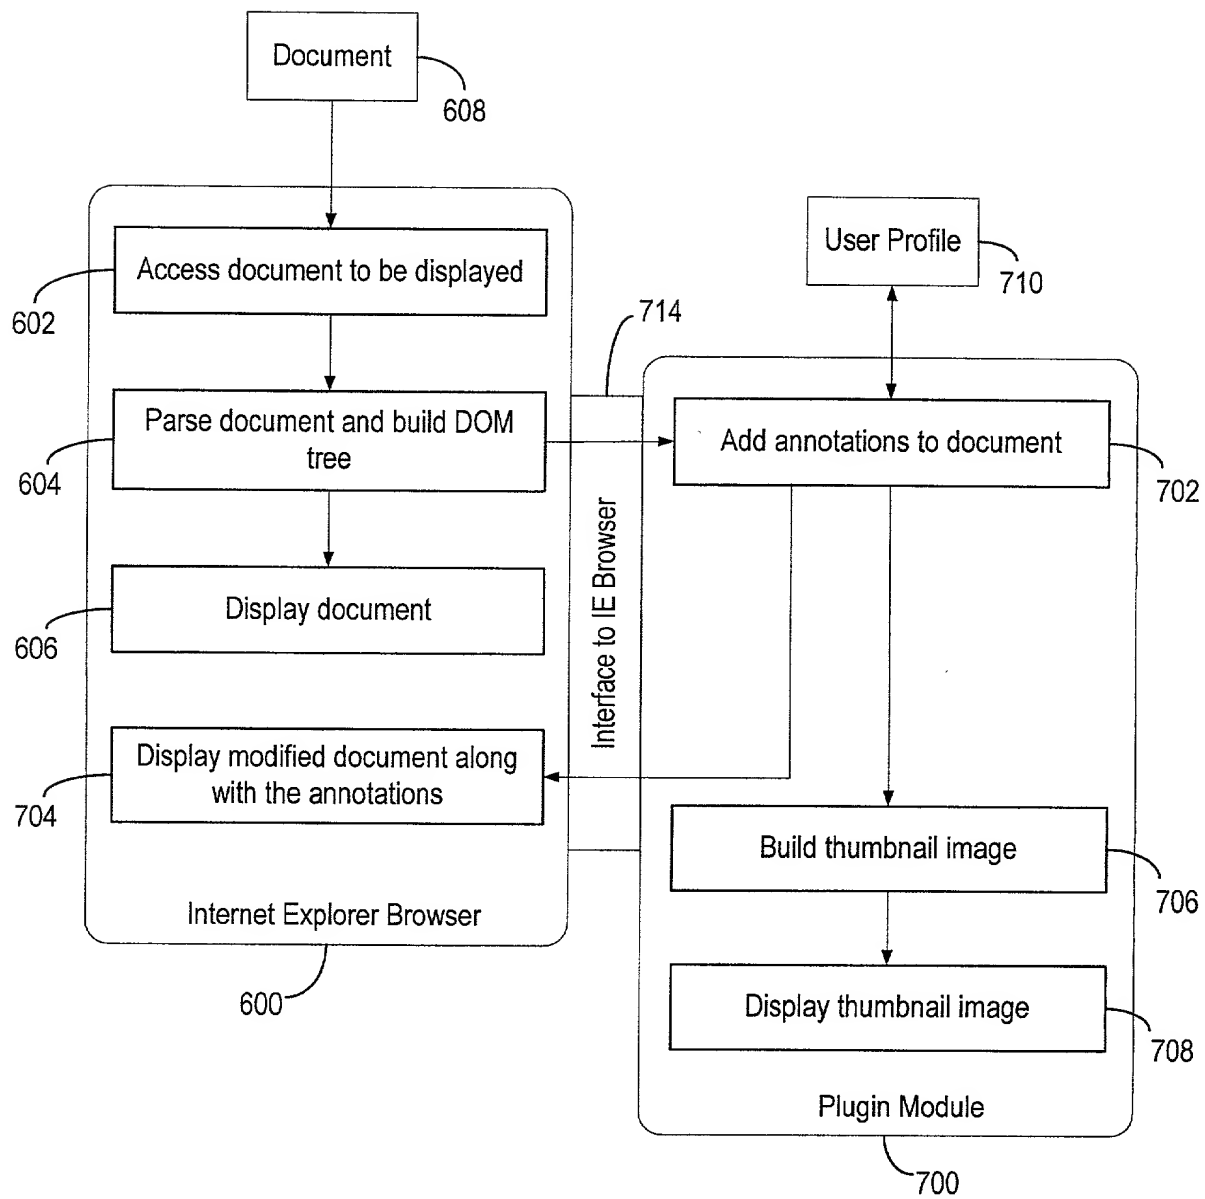 Document
608
User Profile
710
Access document to be displayed
602
714
Parse document and build DOM
tree
604
Add annotations to document
702
Interface to IE Browser
Display document
606
Display modified document along
with the annotations
704
Build thumbnail image
706
Internet Explorer Browser
600
Display thumbnail image
708
Plugin Module
700